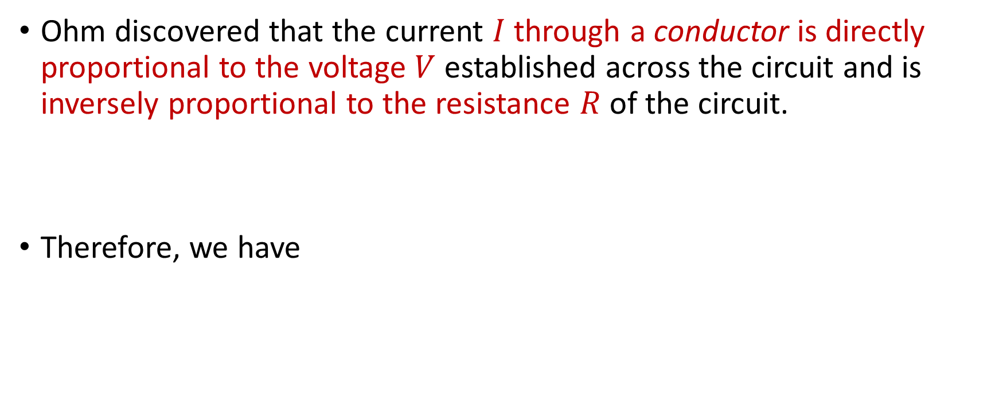 • Ohm discovered that the current I through a conductor is directly
proportional to the voltage V established across the circuit and is
inversely proportional to the resistance R of the circuit.
• Therefore, we have